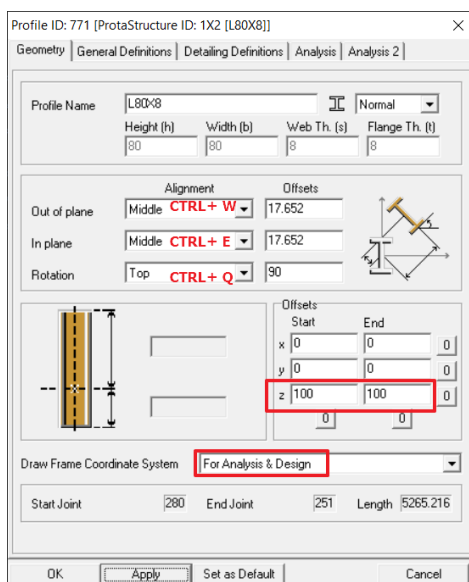 Profile ID: 771 [ProtaStructure ID: 1X2 [L80X8]]
Geometry General Definitions Detailing Definitions Analysis Analysis 2
Profile Name L80X8 Normal
Height (h) Width (b) Web Th. (s) Flange Th. (t)
80 80 8 8
Alignment Offsets
Out of plane Middle CTRL+ W 17.652
In plane Middle CTRL+ E 17.652
Rotation Top CTRL+ Q 90
Offsets
Start End
x 0 0 0
y 0 0 0
z 100 100 0
0 0
Draw Frame Coordinate System For Analysis & Design
Start Joint 280 End Joint 251 Length 5265.216
OK Apply Set as Default Cancel